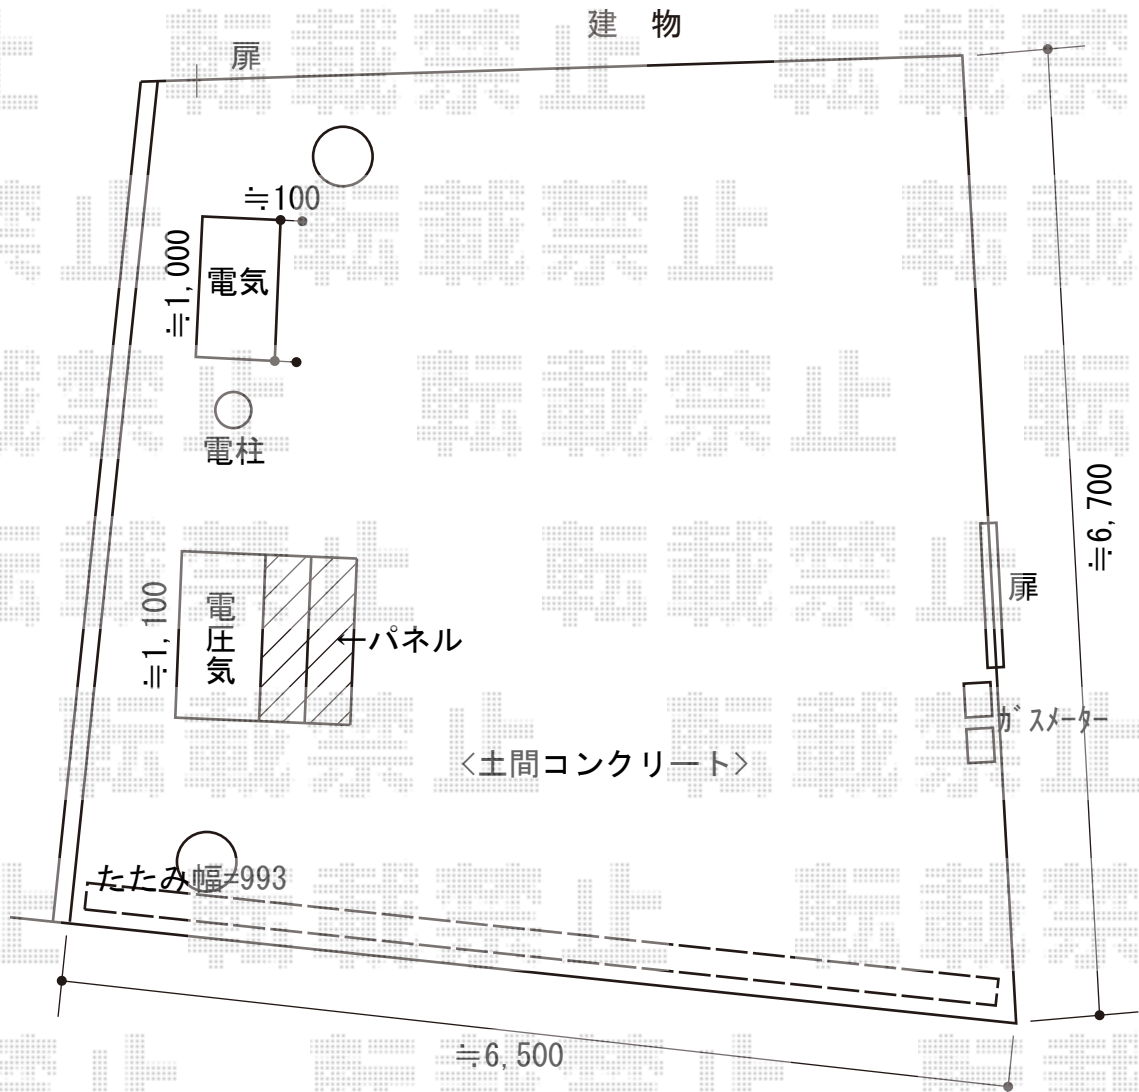 建 物
扉
≒100
≒1,000
電気
電柱
≒6,700
扉
≒1,100
電
圧
気
←パネル
ガスメーター
<土間コンクリート>
たたみ幅=993
≒6,500
転載禁止